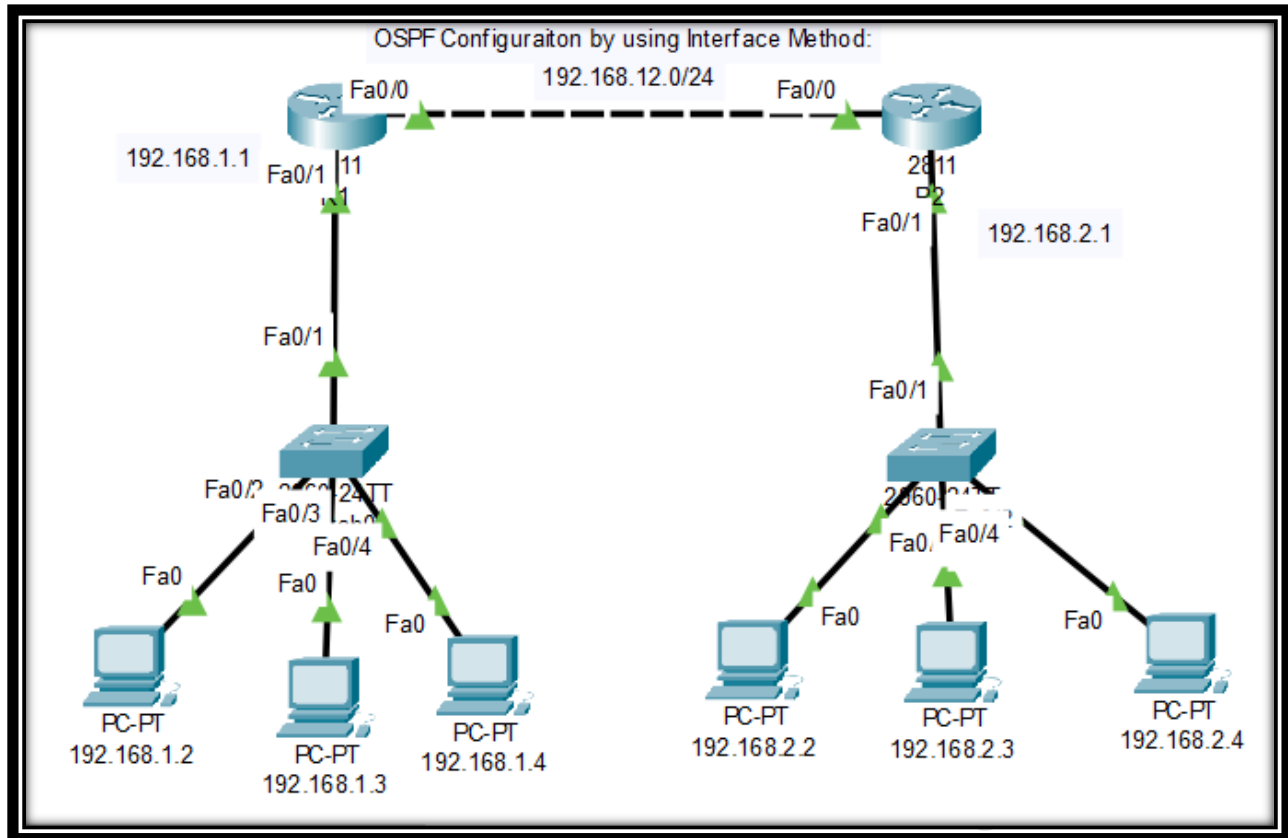 OSPF Configuraiton by using Interface Method:
192.168.12.0/24
Fa0/0
Fa0/0
192.168.1.1
Fa0/1
11
2811
Fa0/1
192.168.2.1
Fa0/1
Fa0/1
Fa0/3
Fa0/4
Fa0/4
Fa0
Fa0
Fa0
Fa0
Fa0
PC-PT
192.168.1.2
PC-PT
192.168.1.3
PC-PT
192.168.1.4
PC-PT
192.168.2.2
PC-PT
192.168.2.3
PC-PT
192.168.2.4